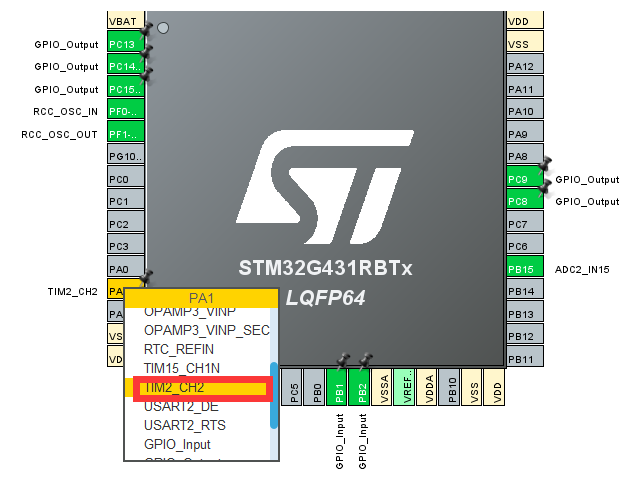 VBAT
GPIO_Output PC13
GPIO_Output PC14..
GPIO_Output PC15..
RCC_OSC_IN PF0-..
RCC_OSC_OUT PF1-..
PG10..
PC0
PC1
PC2
PC3
PA0
TIM2_CH2 PA
PA
VS
VD
PA1
OPAMP3_VINP
OPAMP3_VINP_SEC
RTC_REFIN
TIM15_CH1N
TIM2_CH2
USART2_DE
USART2_RTS
GPIO_Input
GPIO_Output
STM32G431RBTx
LQFP64
VDD
VSS
PA12
PA11
PA10
PA9
PA8
PC9 GPIO_Output
PC8 GPIO_Output
PC7
PC6
PB15 ADC2_IN15
PB14
PB13
PB12
PB11
PC5
PB0
PB1
PB2
VSSA
VREF..
VDDA
PB10
VSS
VDD
GPIO_Input
GPIO_Input